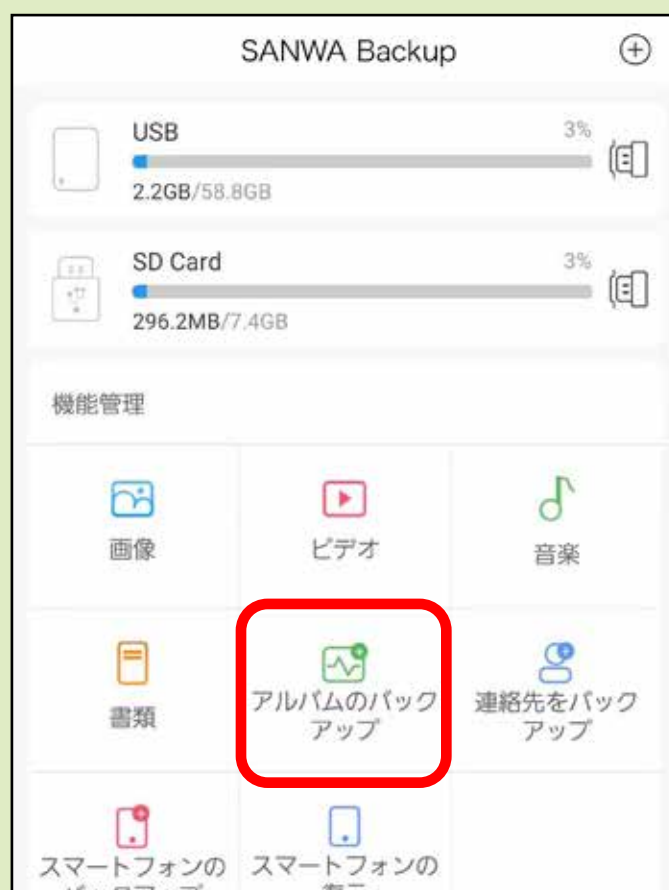 SANWA Backup
USB
3%
2.2GB/58.8GB
SD Card
3%
296.2MB/7.4GB
機能管理
画像
ビデオ
音楽
書類
アルバムのバック
アップ
連絡先をバック
アップ
スマートフォンの
スマートフォンの